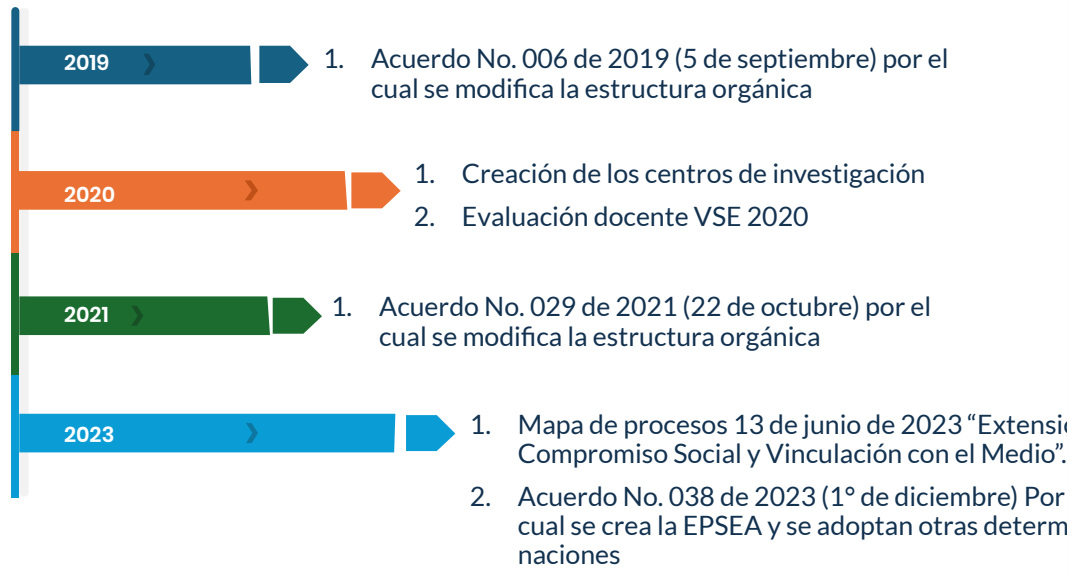 2019
1. Acuerdo No. 006 de 2019 (5 de septiembre) por el
cual se modifica la estructura orgánica
2020
1. Creación de los centros de investigación
2. Evaluación docente VSE 2020
2021
1. Acuerdo No. 029 de 2021 (22 de octubre) por el
cual se modifica la estructura orgánica
2023
1. Mapa de procesos 13 de junio de 2023 “Extensi
Compromiso Social y Vinculación con el Medio”.
2. Acuerdo No. 038 de 2023 (1° de diciembre) Por
cual se crea la EPSEA y se adoptan otras determ
naciones